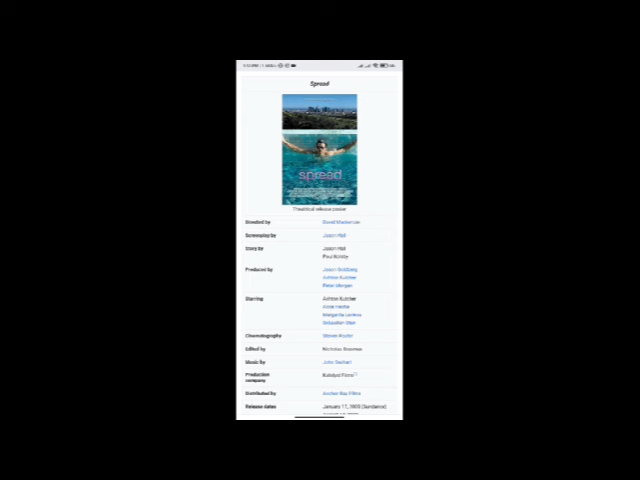 Spread
spread
Theatrical release poster
Directed by
David Mackenzie
Screenplay by
Jason Hall
Story by
Jason Hall
Paul Kolsby
Produced by
Jason Goldberg
Ashton Kutcher
Peter Morgan
Starring
Ashton Kutcher
Anne Heche
Margarita Levieva
Sebastian Stan
Cinematography
Steven Poster
Edited by
Nicholas Erasmus
Music by
John Swihart
Production
company
Katalyst Films
Distributed by
Anchor Bay Films
Release dates
January 17, 2009 (Sundance)